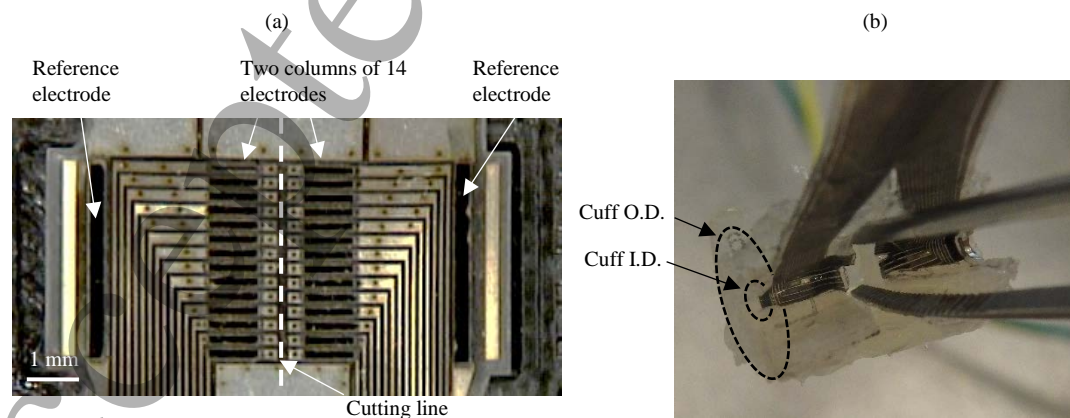 (a)
(b)
Reference
electrode
Two columns of 14
electrodes
Reference
electrode
Cuff O.D.
Cuff I.D.
1 mm
Cutting line